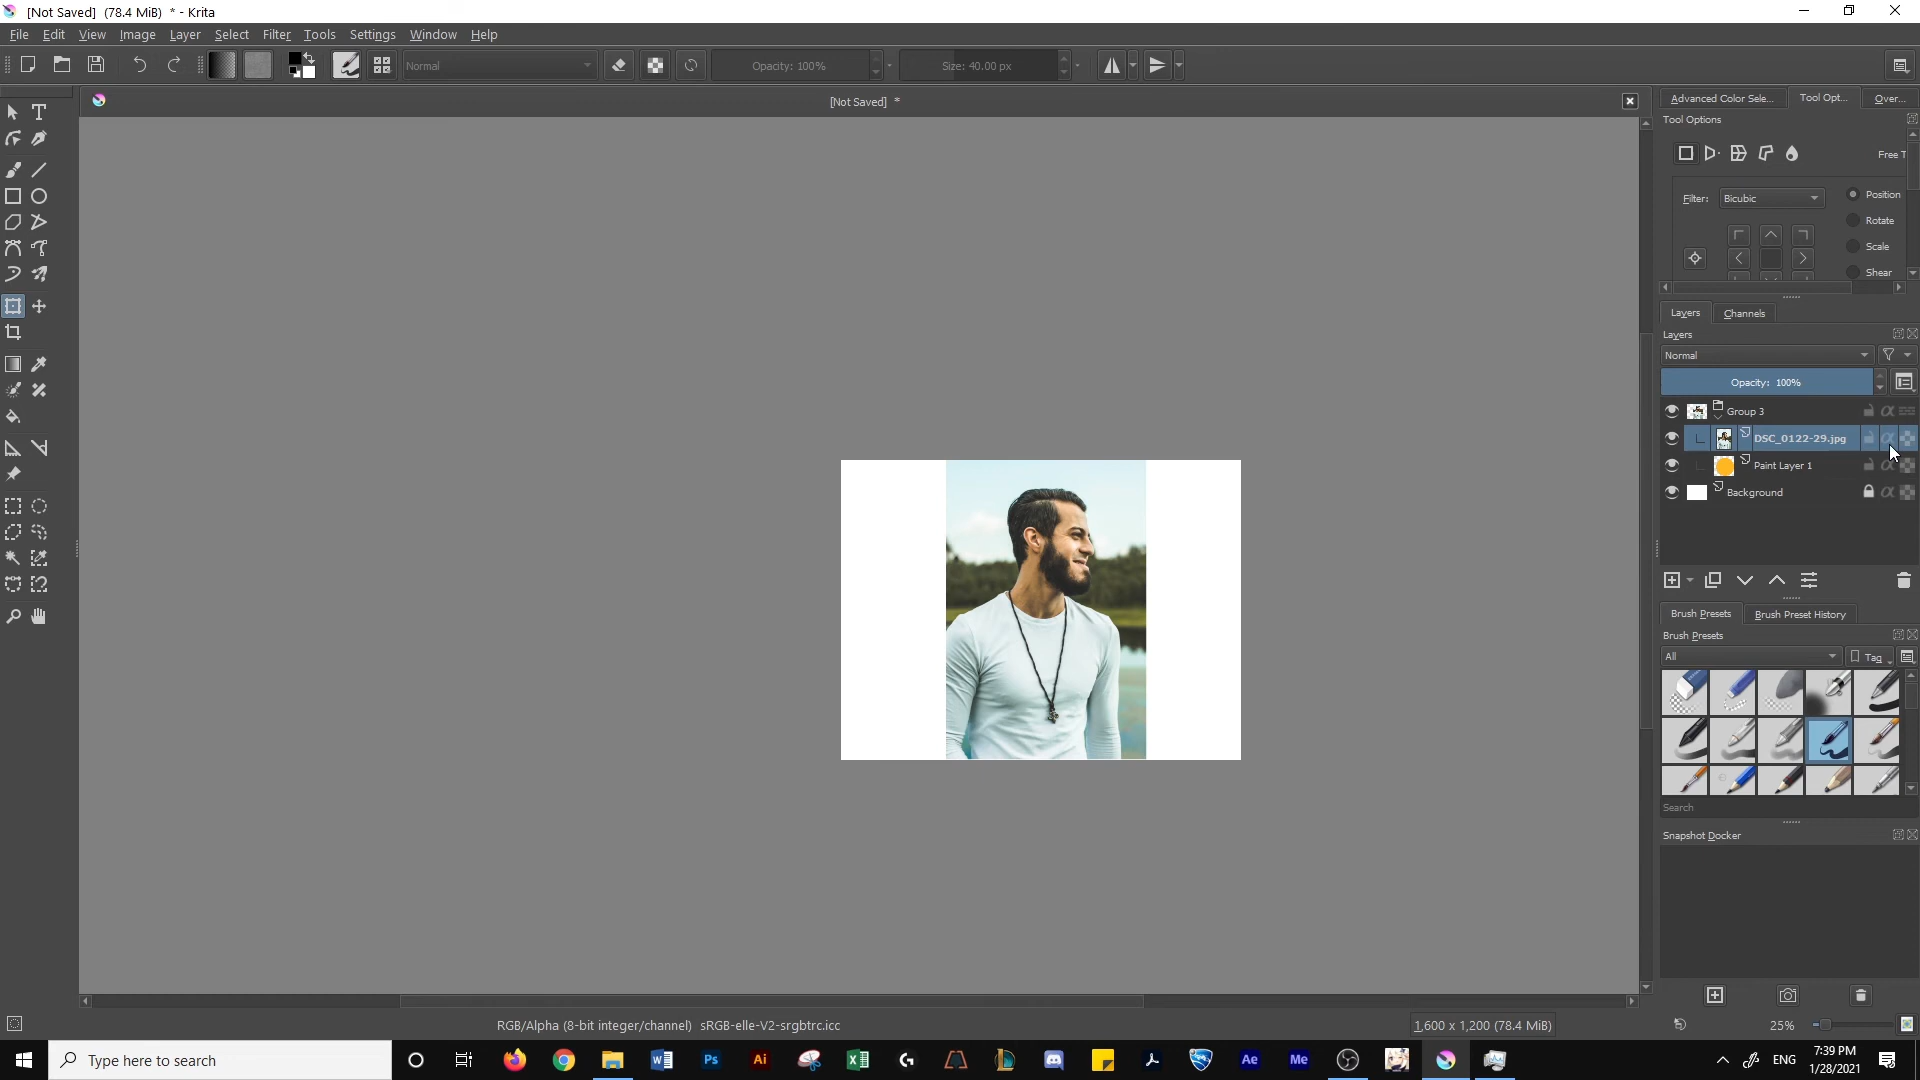 [Not Saved]  (78.4 MiB)  * - Krita
File Edit View Image Layer Select Filter Tools Settings Window Help
Normal Opacity: 100% Size: 40.00 px
[Not Saved] *
Advanced Color Sele... Tool Opt... Over...
Tool Options
Free T
Filter: Bicubic Position
Rotate
Scale
Shear
Layers Channels
Layers
Normal
Opacity: 100%
Group 3
DSC_0122-29.jpg
Paint Layer 1
Background
Brush Presets Brush Preset History
Brush Presets
All Tag
Search
Snapshot Docker
RGB/Alpha (8-bit integer/channel)  sRGB-elle-V2-srgbtrc.icc 1,600 x 1,200 (78.4 MiB) 25%
Type here to search Ps Ai Ae Me ENG 7:39 PM
1/28/2021